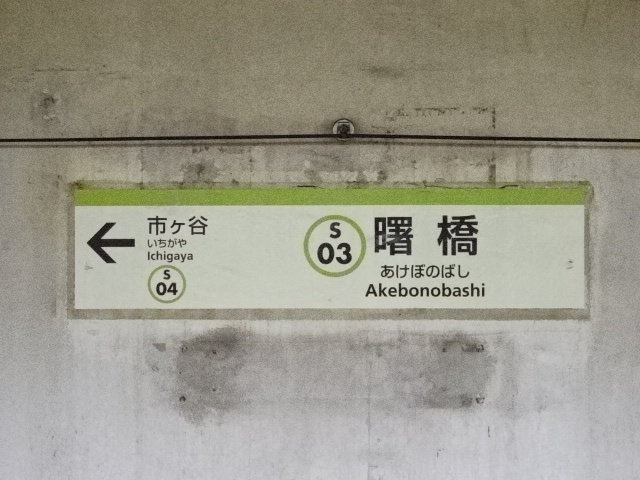 市ヶ谷
いちがや
Ichigaya
S
04
S
03
曙橋
あけぼのばし
Akebonobashi